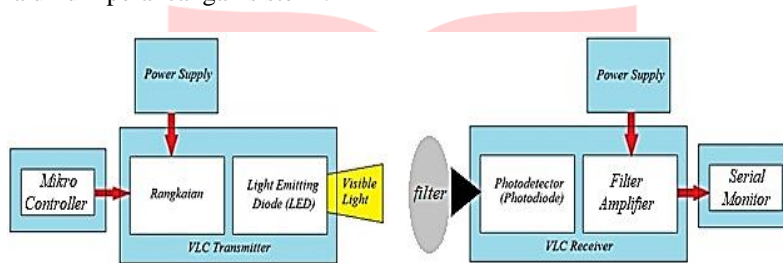 Power Supply
Mikro
Controller
Rangkaian
Light Emitting
Diode (LED)
Visible
Light
VLC Transmitter
Power Supply
filter
Photodetector
(Photodiode)
Filter
Amplifier
Serial
Monitor
VLC Receiver